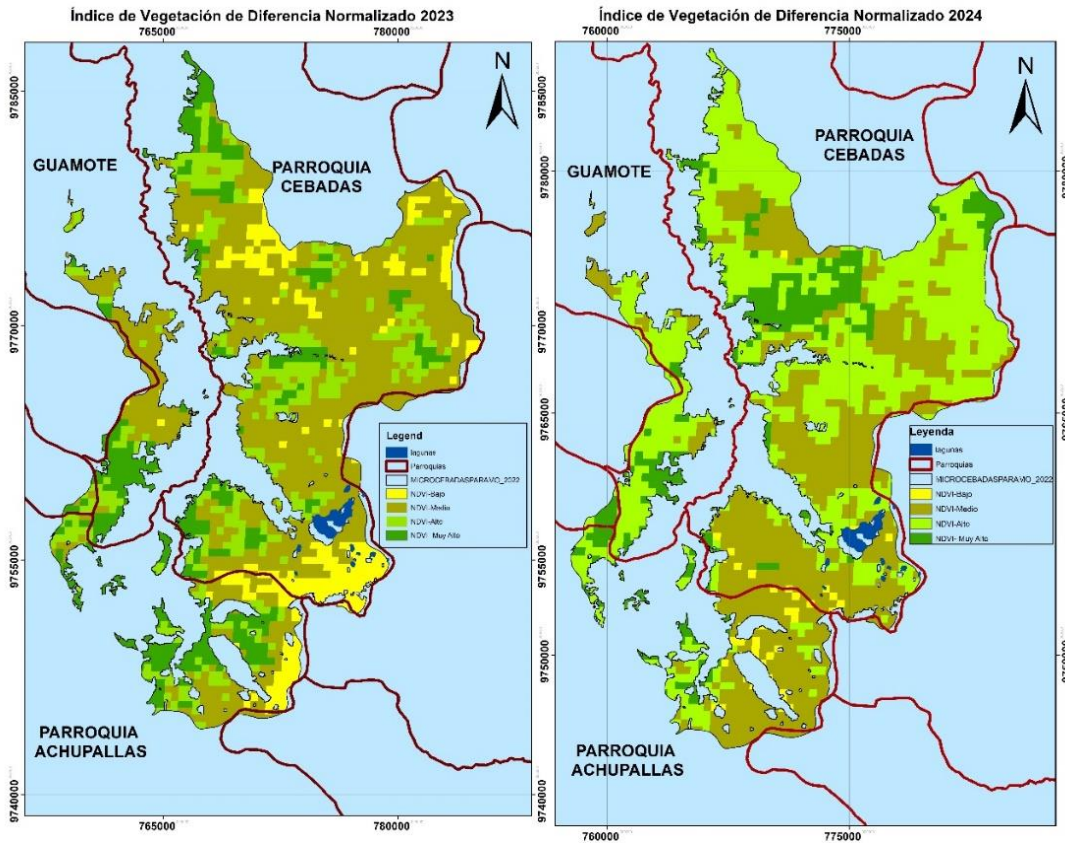 Índice de Vegetación de Diferencia Normalizado 2023
765000
780000
N
9785000
GUAMOTE
PARROQUIA
CEBADAS
9770000
Legend
lagunas
Parroquias
MICROCEBADASPARAMO_2022
NDVI-Bajo
NDVI-Medio
NDVI-Alto
NDVI- Muy Alto
9755000
PARROQUIA
ACHUPALLAS
9740000
765000
780000
Índice de Vegetación de Diferencia Normalizado 2024
760000
775000
N
9785000
PARROQUIA
CEBADAS
GUAMOTE
9780000
9780000
9770000
9765000
9765000
Leyenda
lagunas
Parroquias
MICROCEBADASPARAMO_2022
NDVI-Bajo
NDVI-Medio
NDVI-Alto
NDVI- Muy Alto
9755000
9750000
9750000
PARROQUIA
ACHUPALLAS
9740000
760000
775000